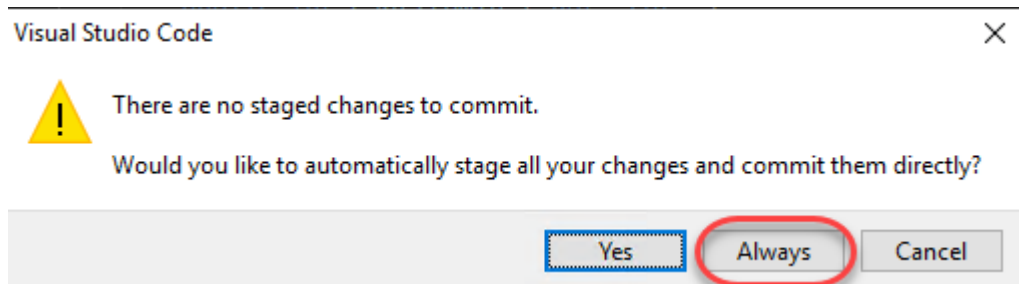 Visual Studio Code
There are no staged changes to commit.
Would you like to automatically stage all your changes and commit them directly?
Yes Always Cancel